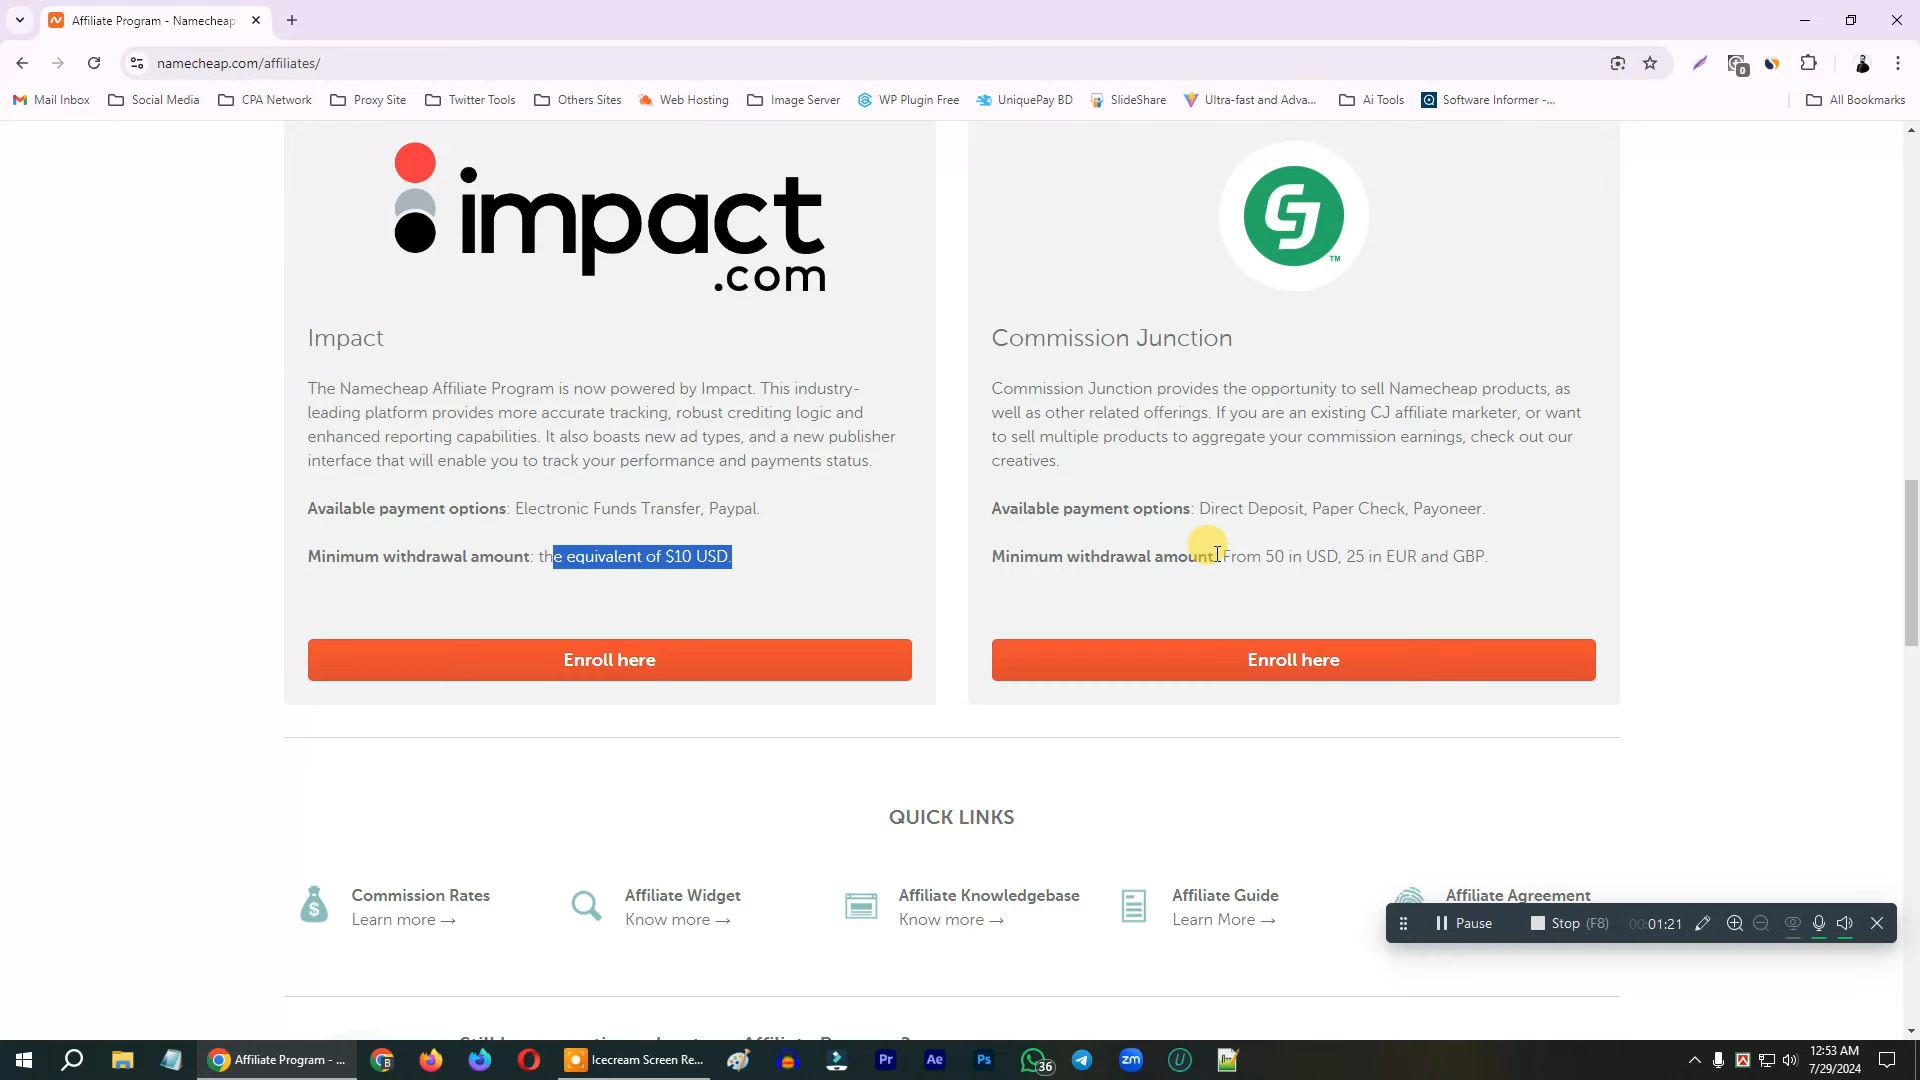 Affiliate Program - Namecheap
namecheap.com/affiliates/
0
Mail Inbox
Social Media
CPA Network
Proxy Site
Twitter Tools
Others Sites
Web Hosting
Image Server
WP Plugin Free
UniquePay BD
SlideShare
Ultra-fast and Adva...
Ai Tools
Software Informer -...
All Bookmarks
impact
.com
CJ
TM
Impact
The Namecheap Affiliate Program is now powered by Impact. This industry-
leading platform provides more accurate tracking, robust crediting logic and
enhanced reporting capabilities. It also boasts new ad types, and a new publisher
interface that will enable you to track your performance and payments status.
Available payment options: Electronic Funds Transfer, Paypal.
Minimum withdrawal amount: the equivalent of $10 USD.
Enroll here
Commission Junction
Commission Junction provides the opportunity to sell Namecheap products, as
well as other related offerings. If you are an existing CJ affiliate marketer, or want
to sell multiple products to aggregate your commission earnings, check out our
creatives.
Available payment options: Direct Deposit, Paper Check, Payoneer.
Minimum withdrawal amount: From 50 in USD, 25 in EUR and GBP.
Enroll here
QUICK LINKS
Commission Rates
Learn more →
Affiliate Widget
Know more →
Affiliate Knowledgebase
Know more →
Affiliate Guide
Learn More →
Affiliate Agreement
Pause
Stop (F8)
00:01:21
Affiliate Program - ...
Icecream Screen Re...
Pr
Ae
Ps
36
zm
U
12:53 AM
7/29/2024